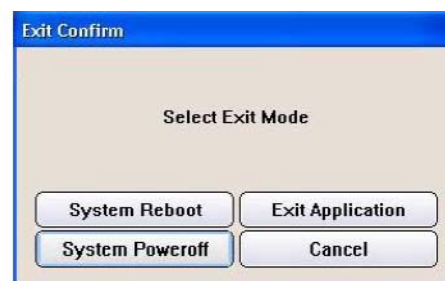 Exit Confirm
Select Exit Mode
System Reboot
Exit Application
System Poweroff
Cancel